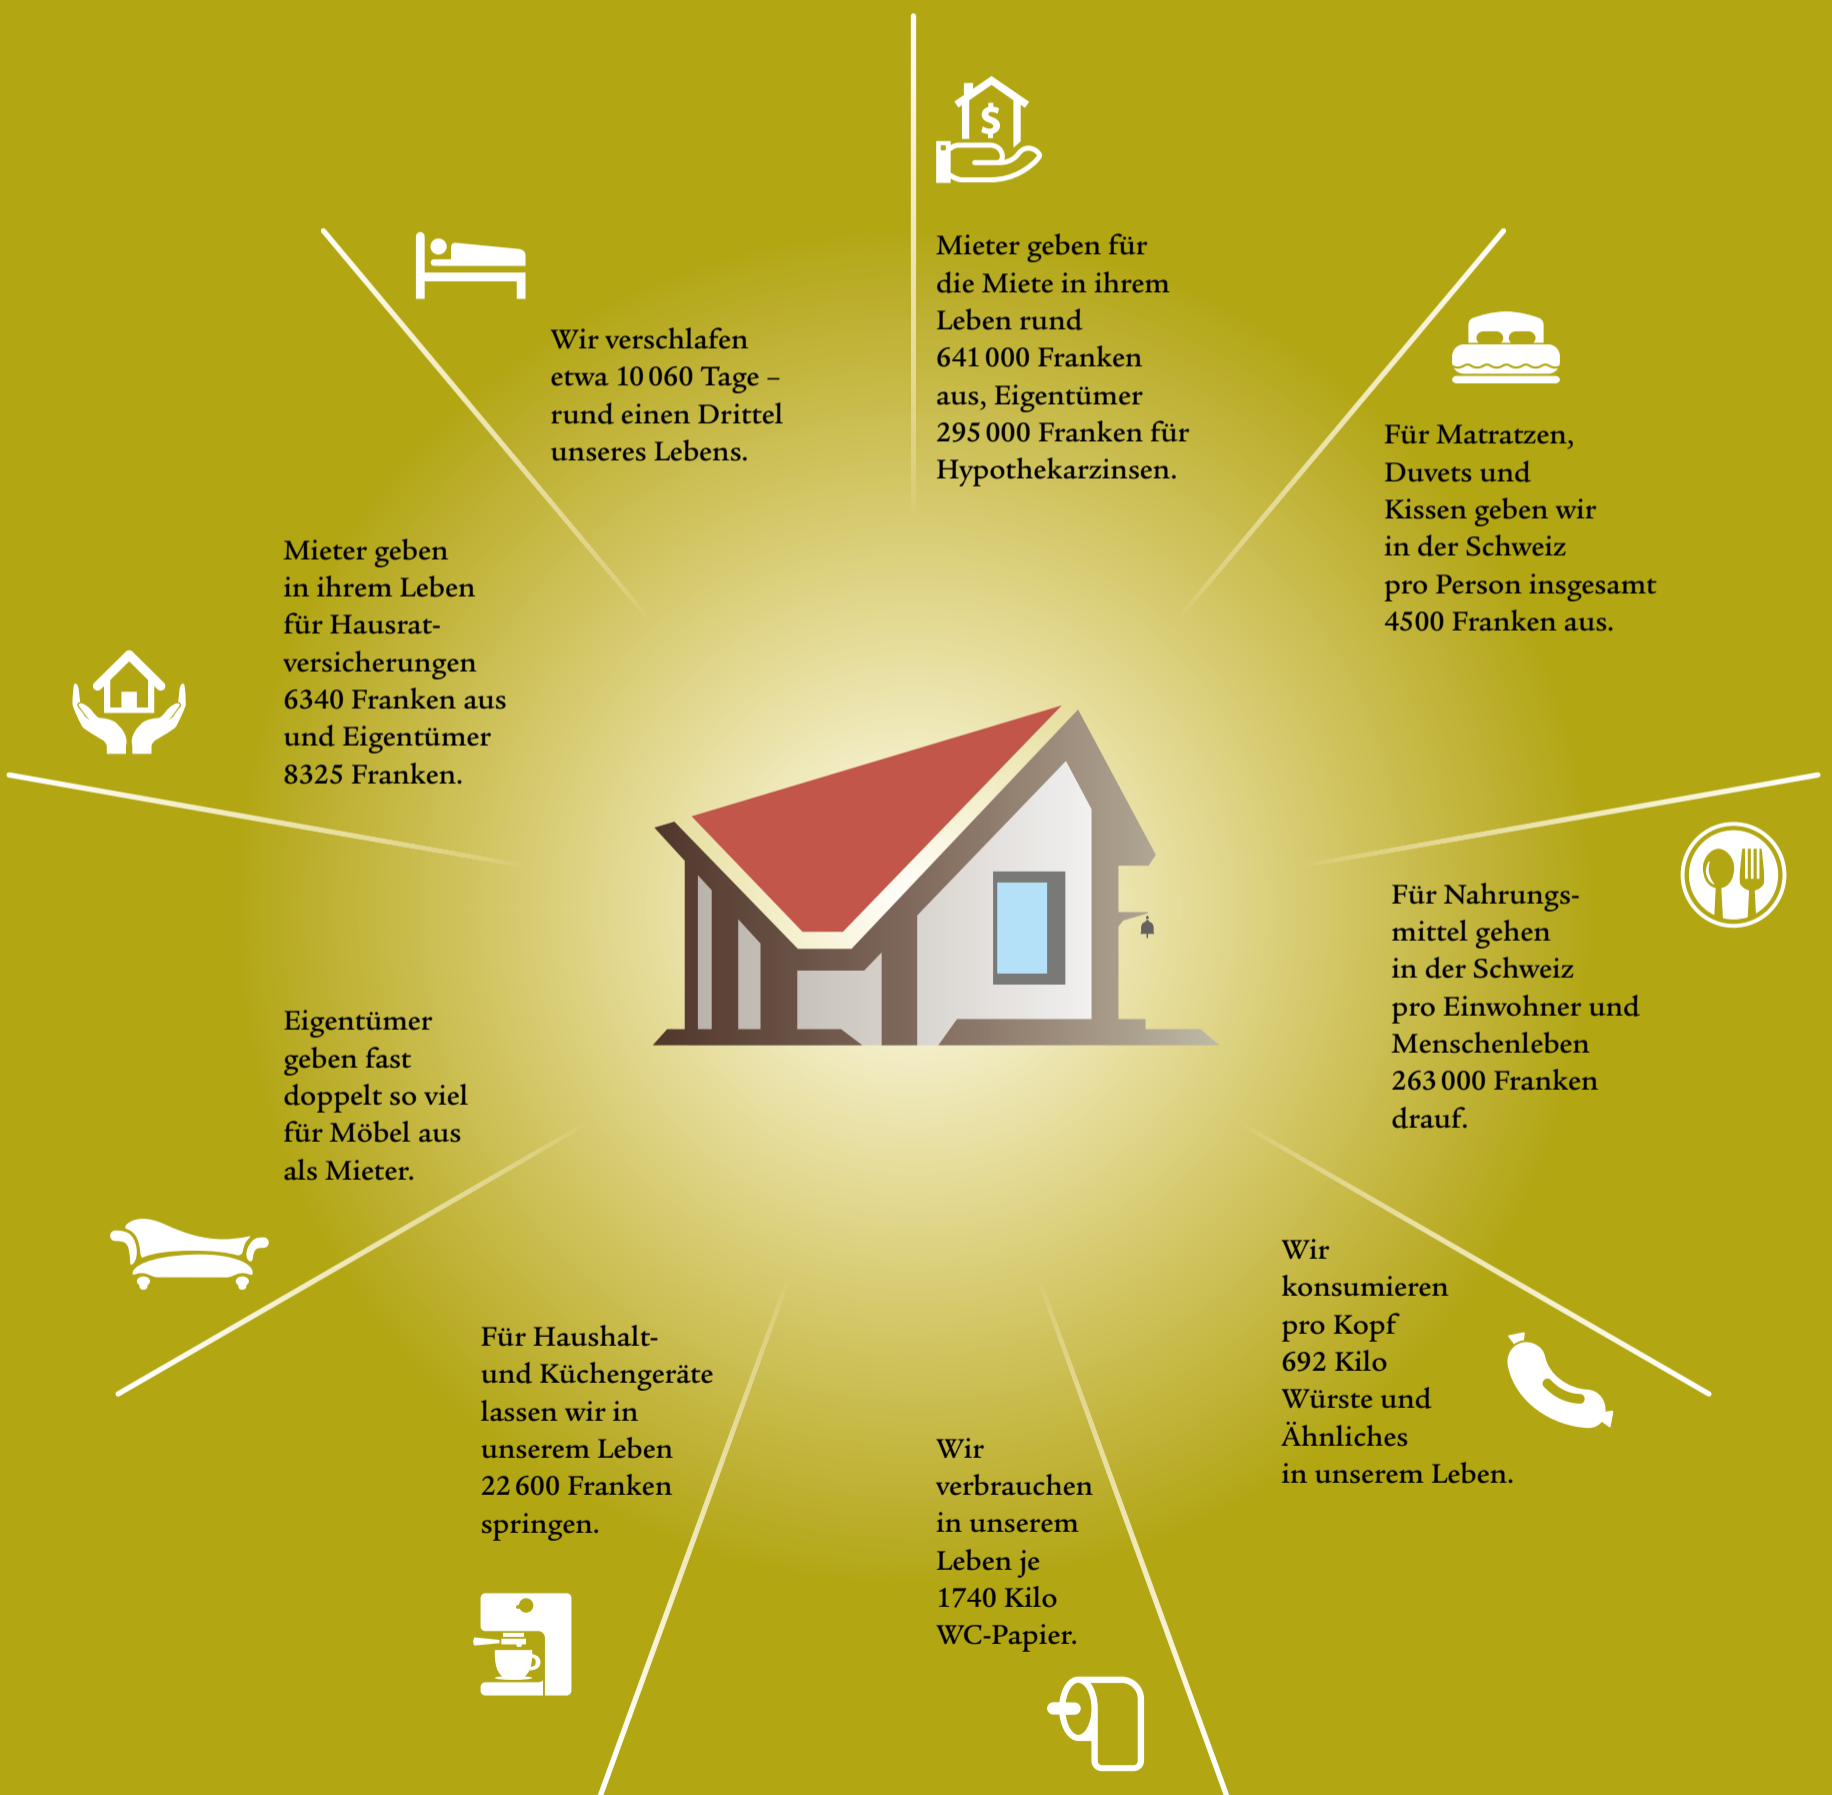 Mieter geben für
die Miete in ihrem
Leben rund
641 000 Franken
aus, Eigentümer
295 000 Franken für
Hypothekarzinsen.
Für Matratzen,
Duvets und
Kissen geben wir
in der Schweiz
pro Person insgesamt
4500 Franken aus.
Für Nahrungs-
mittel gehen
in der Schweiz
pro Einwohner und
Menschenleben
263 000 Franken
drauf.
Wir
konsumieren
pro Kopf
692 Kilo
Würste und
Ähnliches
in unserem Leben.
Wir
verbrauchen
in unserem
Leben je
1740 Kilo
WC-Papier.
Für Haushalt-
und Küchengeräte
lassen wir in
unserem Leben
22 600 Franken
springen.
Eigentümer
geben fast
doppelt so viel
für Möbel aus
als Mieter.
Mieter geben
in ihrem Leben
für Hausrat-
versicherungen
6340 Franken aus
und Eigentümer
8325 Franken.
Wir verschlafen
etwa 10 060 Tage –
rund einen Drittel
unseres Lebens.
$